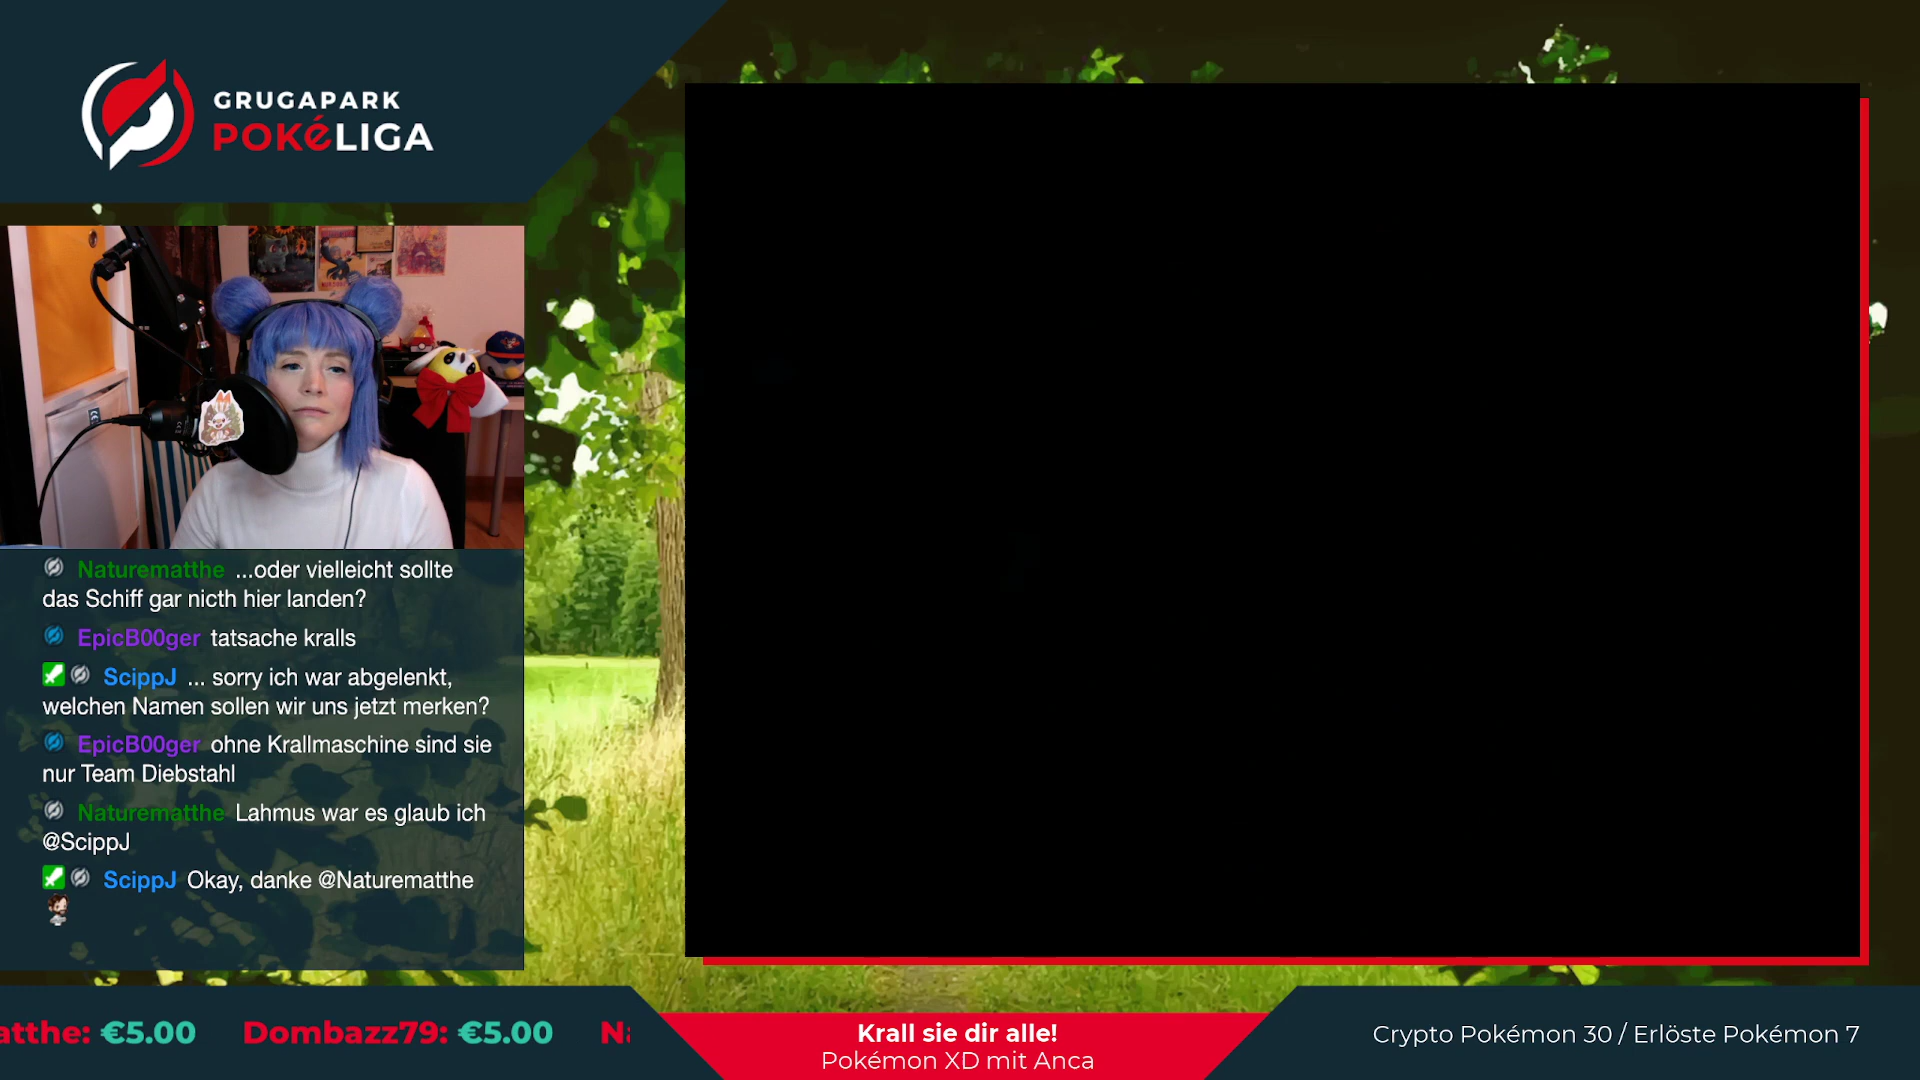 GRUGAPARK
POKéLIGA
Naturematthe ...oder vielleicht sollte
das Schiff gar nicth hier landen?
EpicB00ger tatsache kralls
ScippJ ... sorry ich war abgelenkt,
welchen Namen sollen wir uns jetzt merken?
EpicB00ger ohne Krallmaschine sind sie
nur Team Diebstahl
Naturematthe Lahmus war es glaub ich
@ScippJ
ScippJ Okay, danke @Naturematthe
atthe: €5.00 Dombazz79: €5.00
Krall sie dir alle!
Pokémon XD mit Anca
Crypto Pokémon 30 / Erlöste Pokémon 7